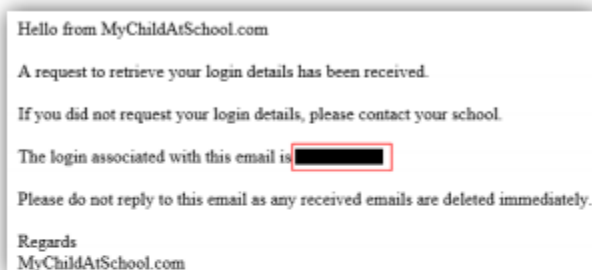 Hello from MyChildAtSchool.com
A request to retrieve your login details has been received.
If you did not request your login details, please contact your school.
The login associated with this email is
Please do not reply to this email as any received emails are deleted immediately.
Regards
MyChildAtSchool.com